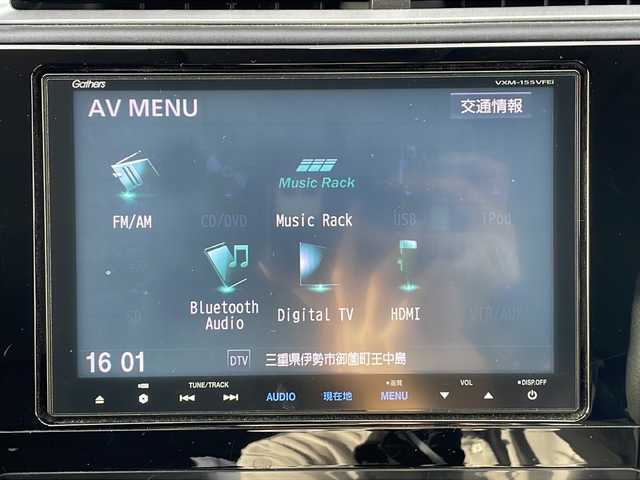 Gathers VXM-155VFEi
AV MENU 交通情報
Music Rack
FM/AM CD/DVD Music Rack USB iPod
SD Bluetooth Audio Digital TV HDMI VTR/AUX
16 01 DTV 三重県伊勢市御薗町王中島
TUNE/TRACK 画質 VOL DISP.OFF
AUDIO 現在地 MENU